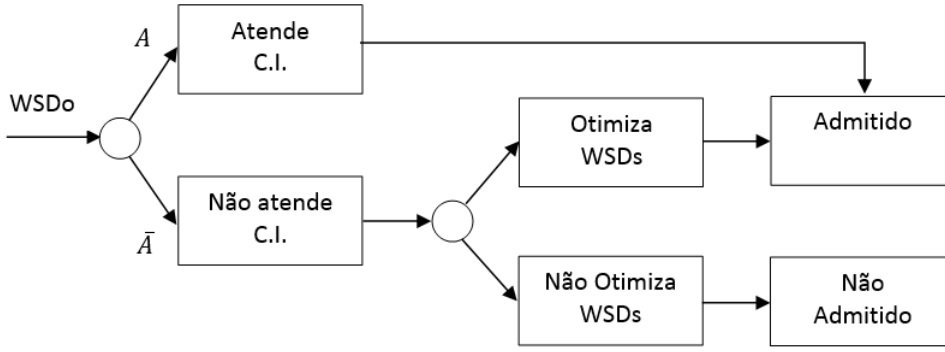 A
Atende
C.I.
WSDo
Otimiza
WSDs
Admitido
Não atende
C.I.
Ā
Não Otimiza
WSDs
Não
Admitido